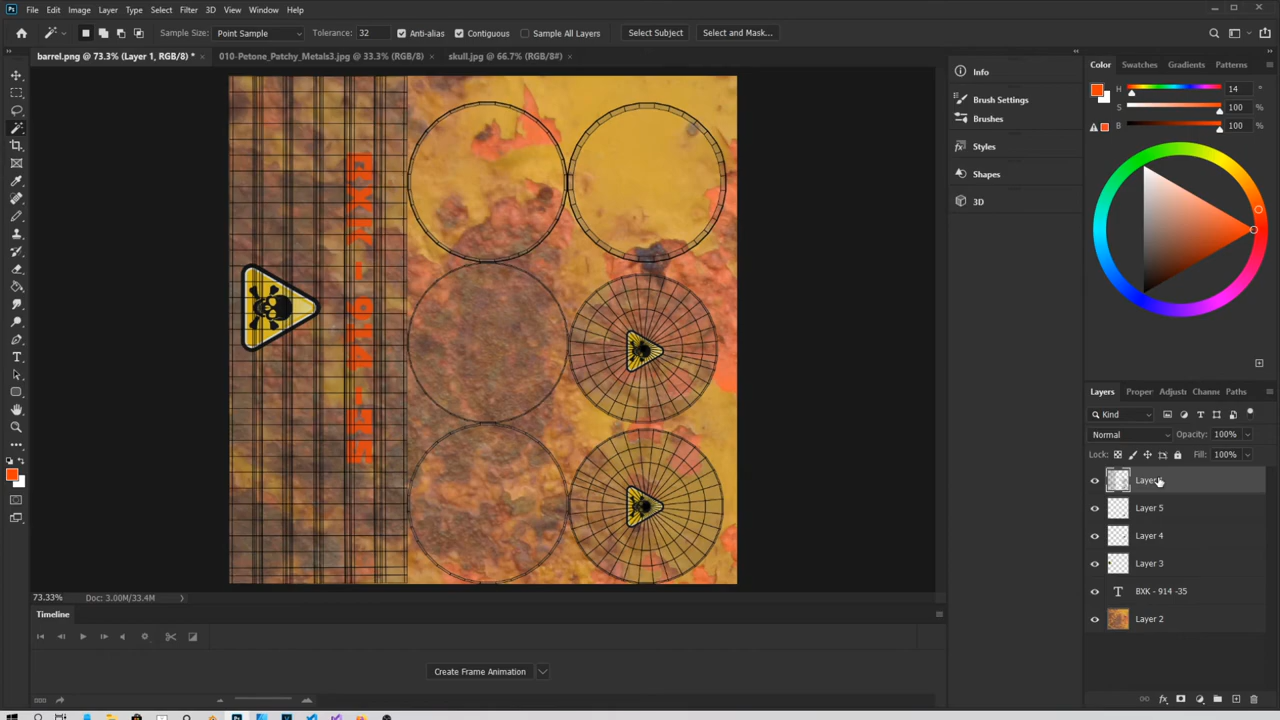 File Edit Image Layer Type Select Filter 3D View Window Help
Sample Size: Point Sample Tolerance: 32 Anti-alias Contiguous Sample All Layers Select Subject Select and Mask...
barrel.png @ 73.3% (Layer 1, RGB/8) * × 010-Petone_Patchy_Metals3.jpg @ 33.3% (RGB/8) × skull.jpg @ 66.7% (RGB/8#) ×
Info
Brush Settings
Brushes
Styles
Shapes
3D
Color Swatches Gradients Patterns
H 14 °
S 100 %
B 100 %
BXK - 914 -35
Layers Proper Adjustı Channe Paths
Kind
Normal Opacity: 100%
Lock: Fill: 100%
Layer
Layer 5
Layer 4
Layer 3
BXK - 914 -35
Layer 2
73.33% Doc: 3.00M/33.4M
Timeline
Create Frame Animation